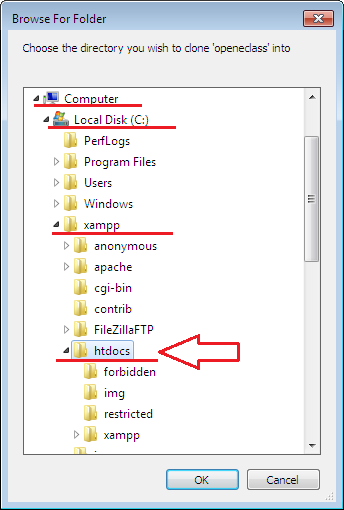 Browse For Folder
Choose the directory you wish to clone 'openeclass' into
Computer
Local Disk (C:)
PerfLogs
Program Files
Users
Windows
xampp
anonymous
apache
cgi-bin
contrib
FileZillaFTP
htdocs
forbidden
img
restricted
xampp
OK
Cancel